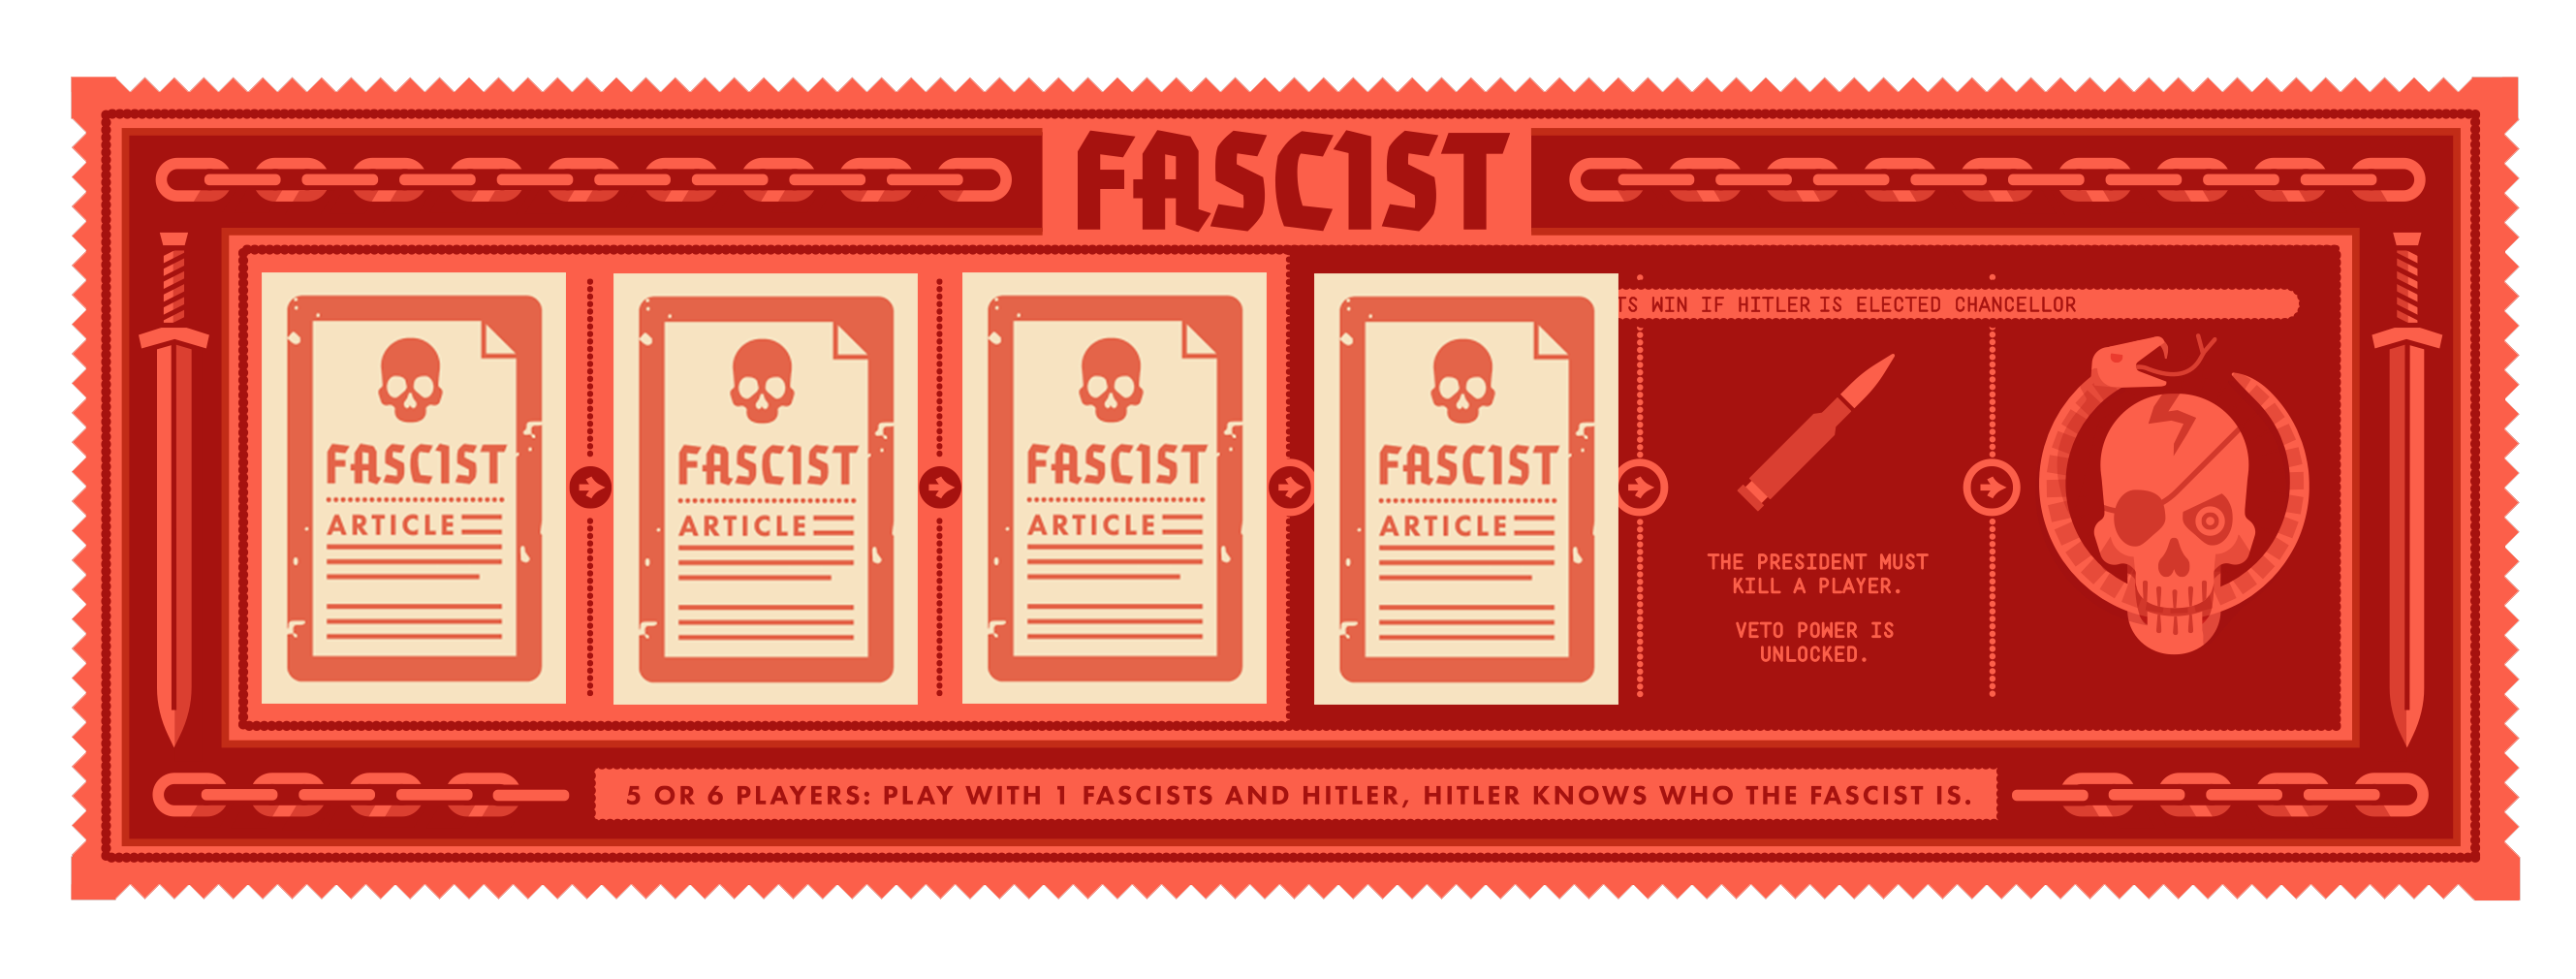 FASCIST
TS WIN IF HITLER IS ELECTED CHANCELLOR
FASCIST
ARTICLE
FASCIST
ARTICLE
FASCIST
ARTICLE
FASCIST
ARTICLE
THE PRESIDENT MUST
KILL A PLAYER.
VETO POWER IS
UNLOCKED.
5 OR 6 PLAYERS: PLAY WITH 1 FASCISTS AND HITLER, HITLER KNOWS WHO THE FASCIST IS.